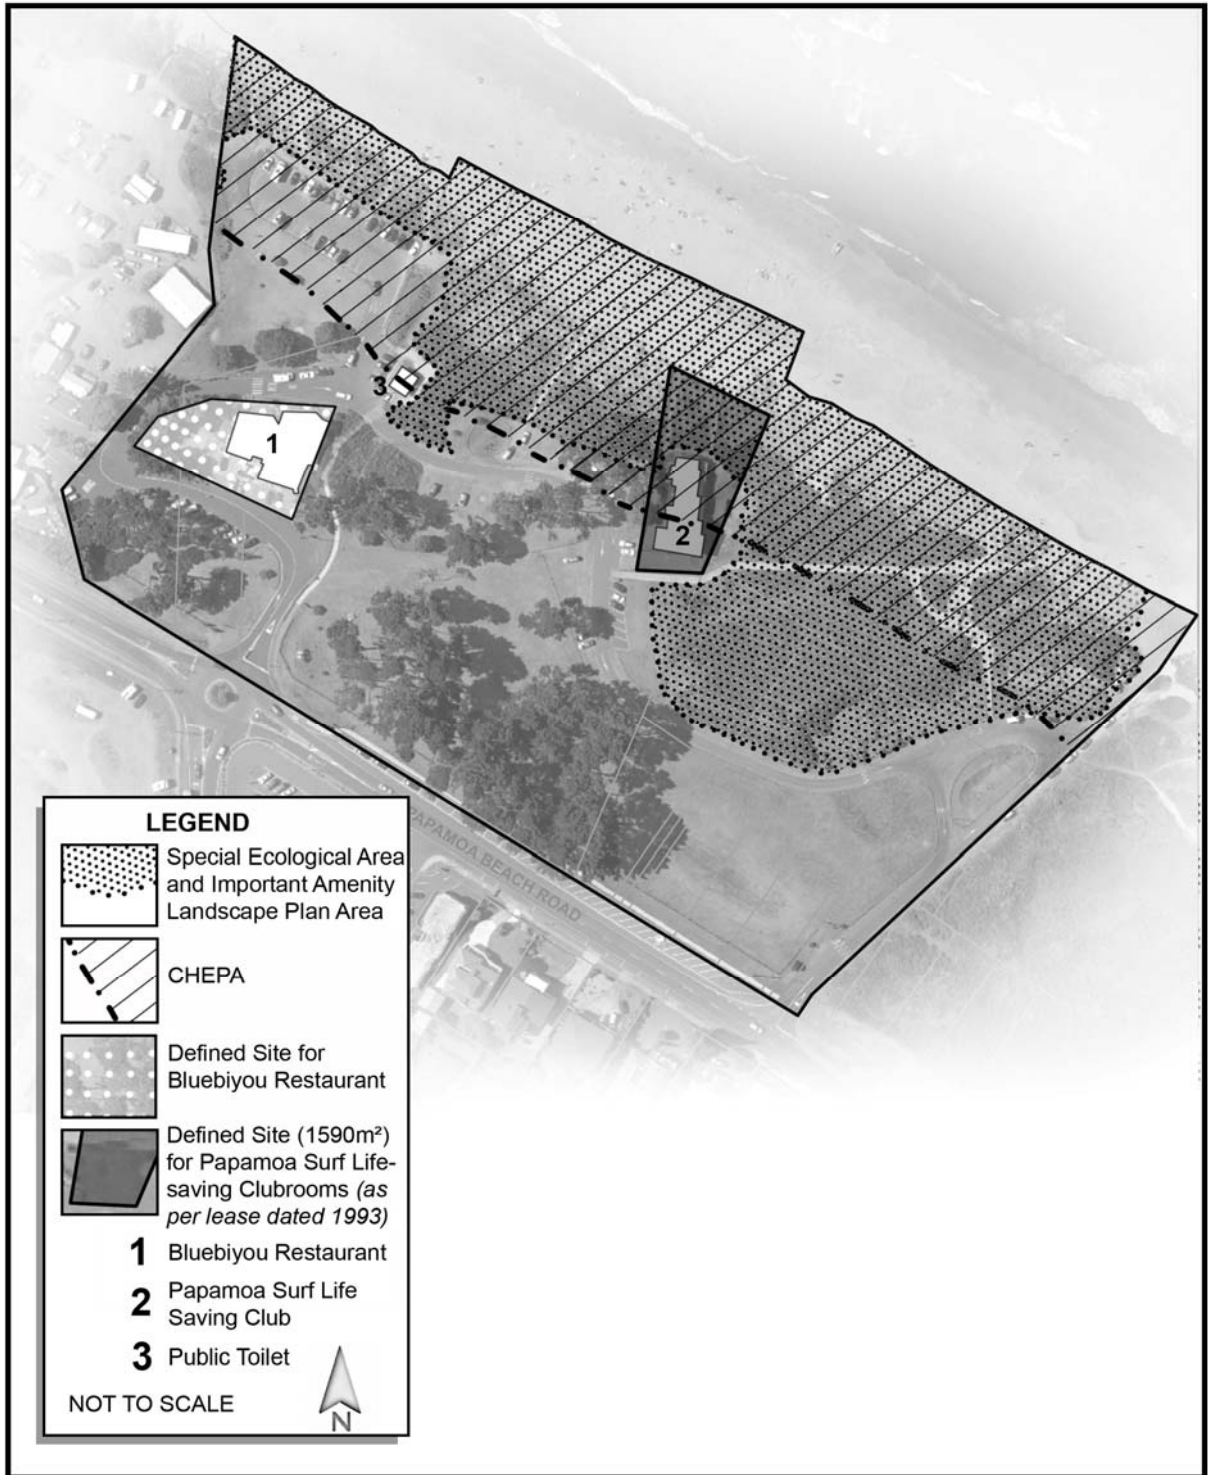 1
2
3
PAPAMOA BEACH ROAD
LEGEND
Special Ecological Area
and Important Amenity
Landscape Plan Area
CHEPA
Defined Site for
Bluebiyou Restaurant
Defined Site (1590m²)
for Papamoa Surf Life-
saving Clubrooms (as
per lease dated 1993)
1 Bluebiyou Restaurant
2 Papamoa Surf Life
Saving Club
3 Public Toilet
NOT TO SCALE
N